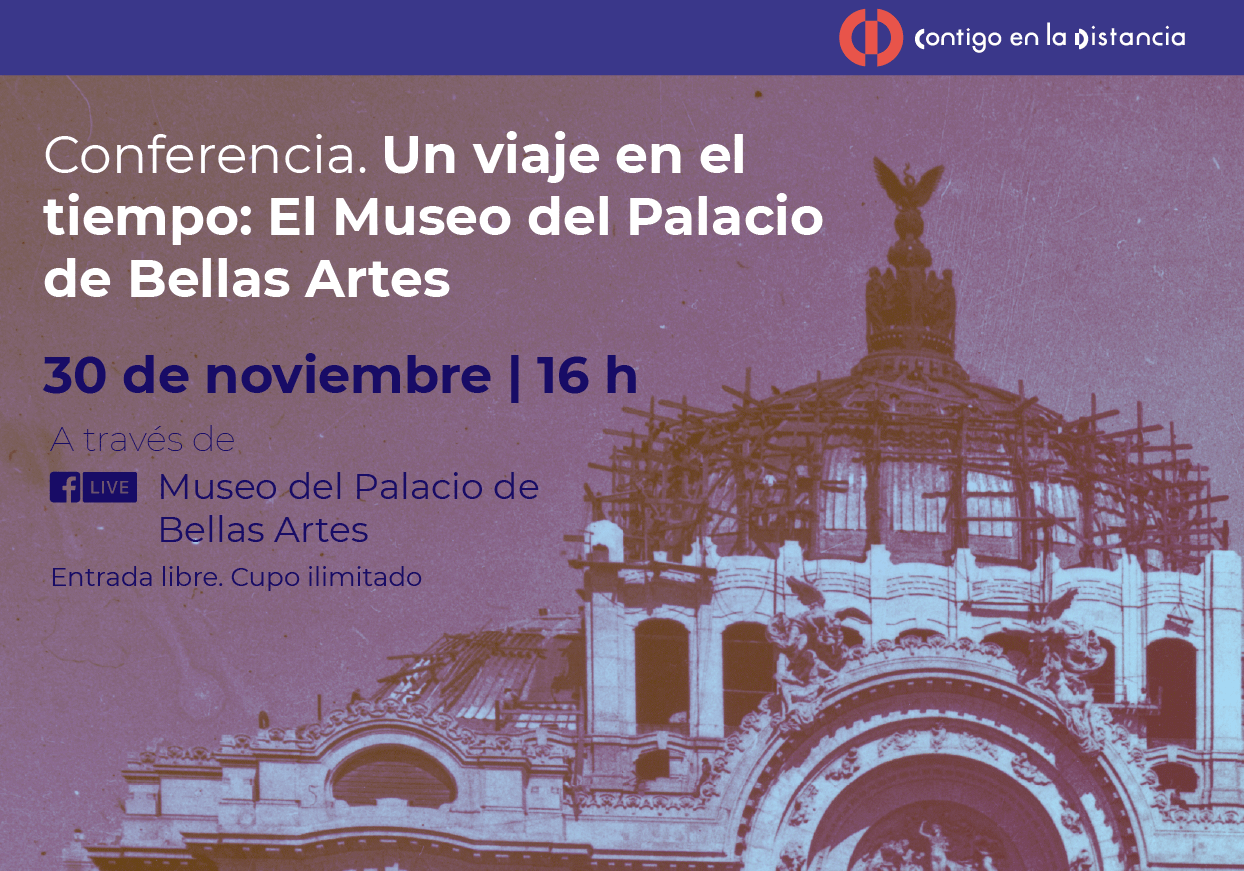 Contigo en la Distancia
Conferencia. Un viaje en el
tiempo: El Museo del Palacio
de Bellas Artes
30 de noviembre | 16 h
A través de
f LIVE Museo del Palacio de
Bellas Artes
Entrada libre. Cupo ilimitado